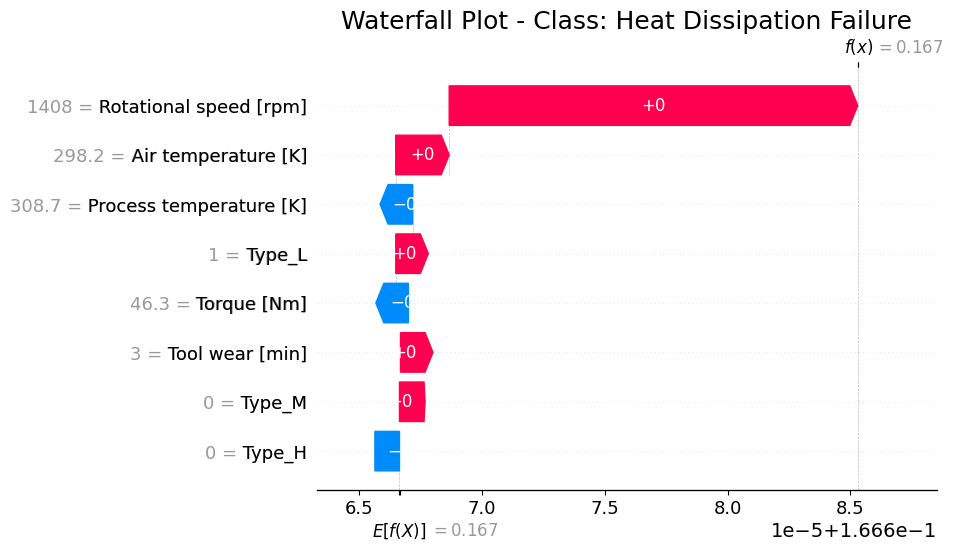 Waterfall Plot - Class: Heat Dissipation Failure
f(x) = 0.167
1408 = Rotational speed [rpm] +0
298.2 = Air temperature [K] +0
308.7 = Process temperature [K] −0
1 = Type_L +0
46.3 = Torque [Nm] −0
3 = Tool wear [min] +0
0 = Type_M +0
0 = Type_H −
6.5 7.0 7.5 8.0 8.5
E[f(X)] = 0.167 1e−5+1.666e−1